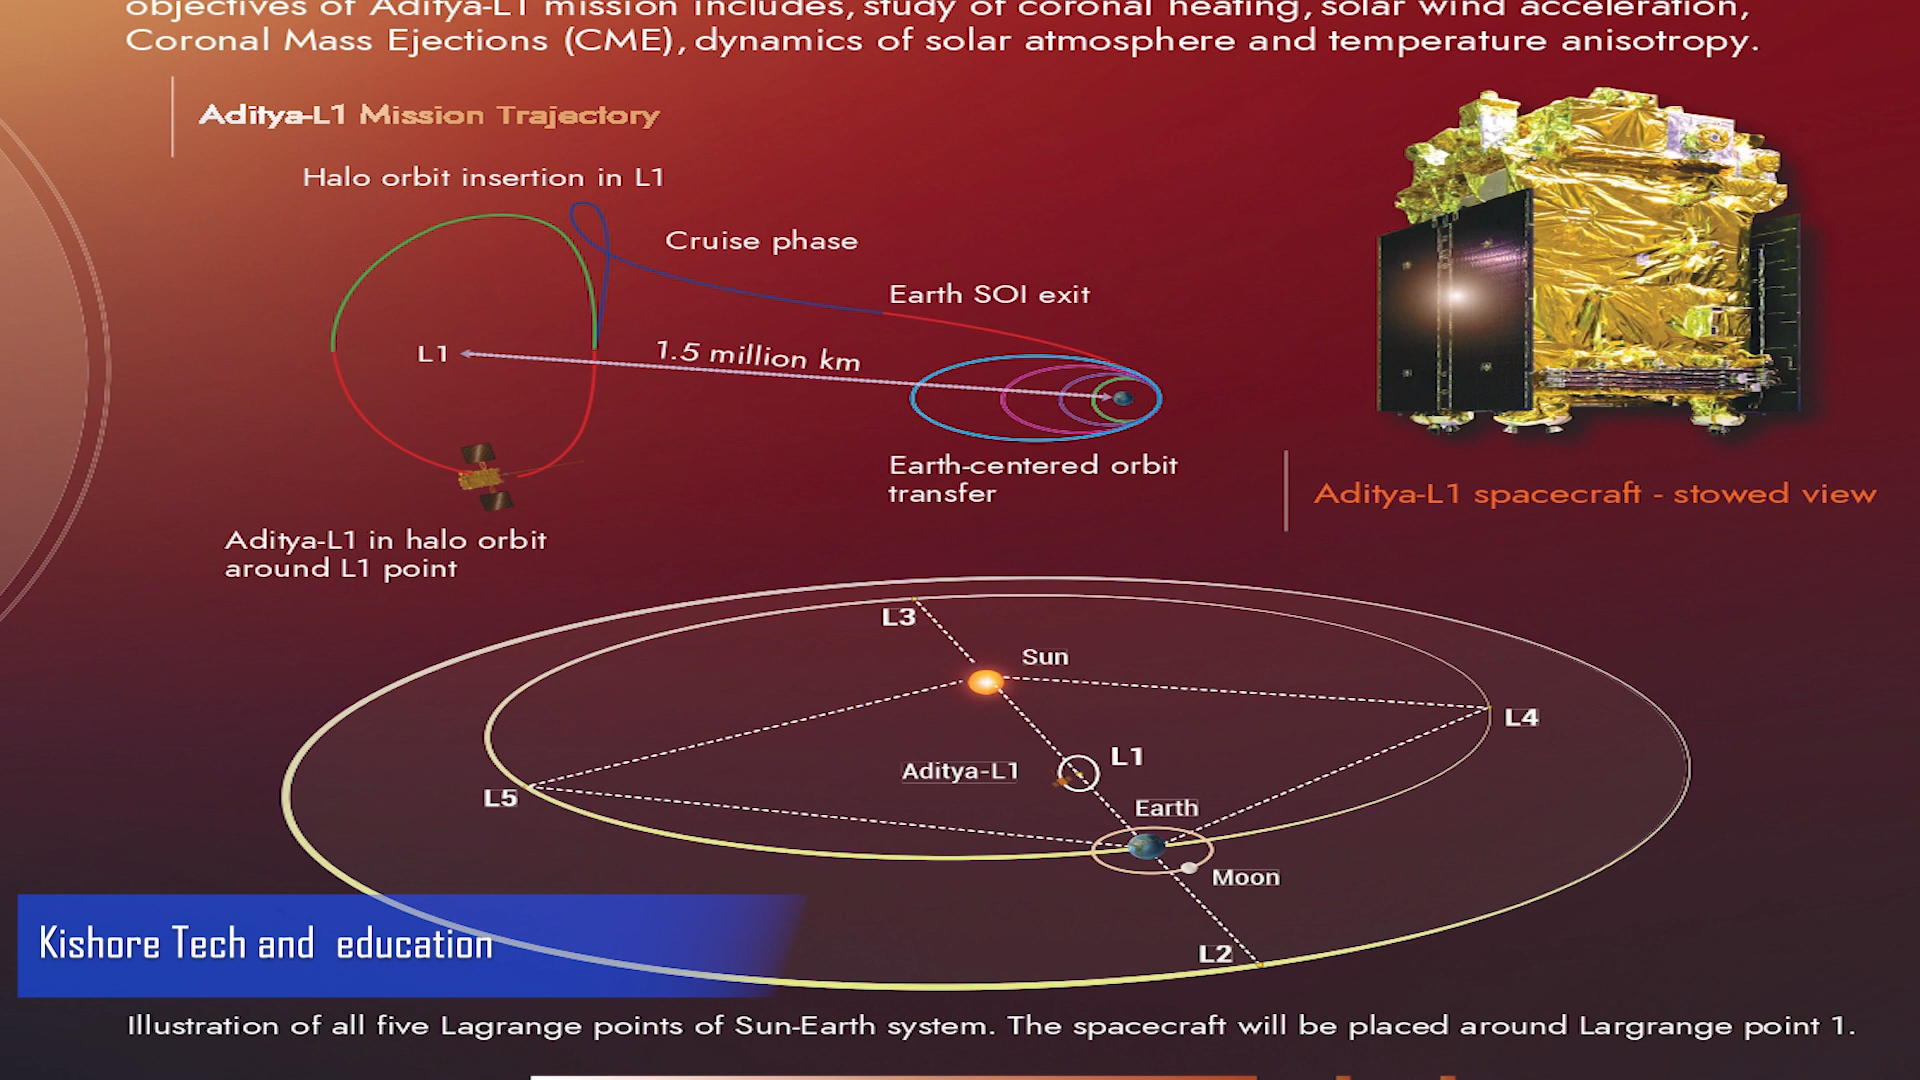 objectives of Aditya-L1 mission includes, study of coronal heating, solar wind acceleration,
Coronal Mass Ejections (CME), dynamics of solar atmosphere and temperature anisotropy.
Aditya-L1 Mission Trajectory
Halo orbit insertion in L1
Cruise phase
Earth SOI exit
L1
1.5 million km
Earth-centered orbit
transfer
Aditya-L1 spacecraft - stowed view
Aditya-L1 in halo orbit
around L1 point
L3
Sun
L4
L1
Aditya-L1
L5
Earth
Moon
L2
Kishore Tech and education
Illustration of all five Lagrange points of Sun-Earth system. The spacecraft will be placed around Largrange point 1.